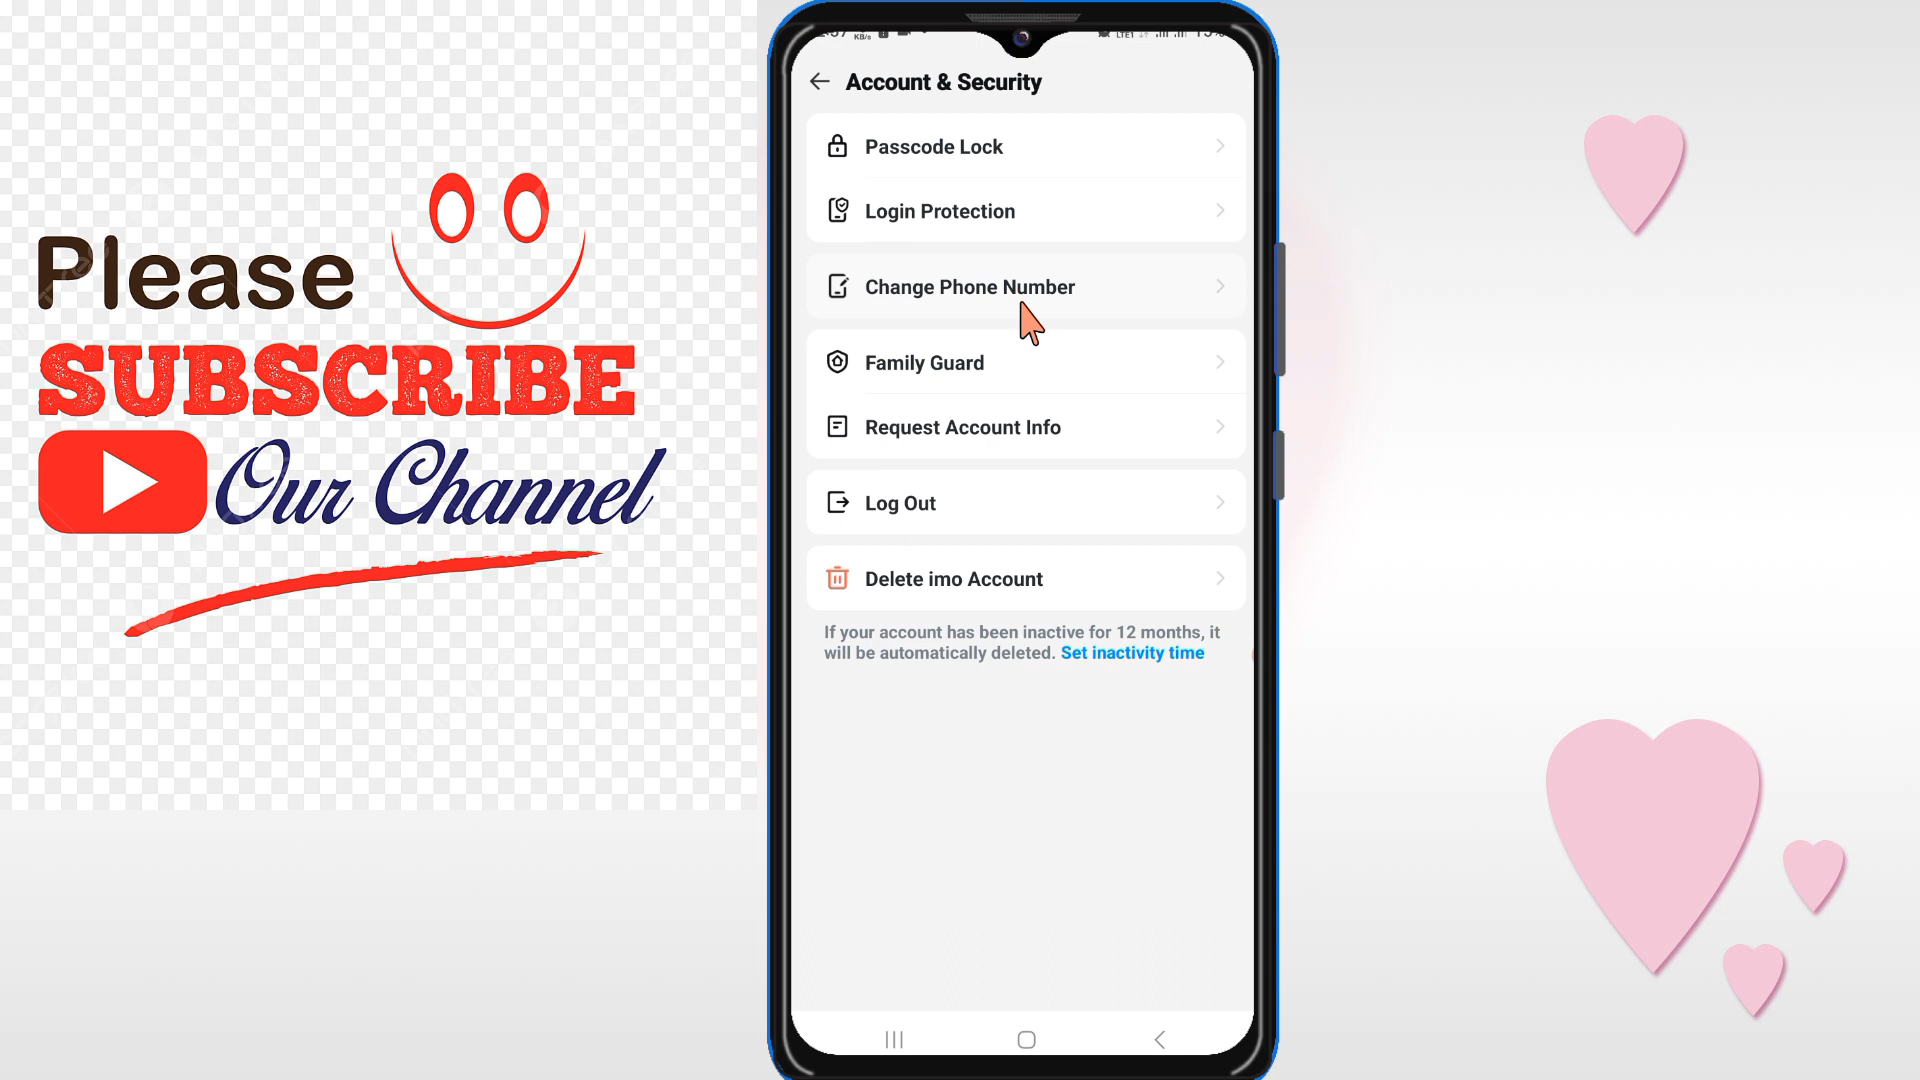 Please
SUBSCRIBE
Our Channel
KB/s
LTE1
Account & Security
Passcode Lock
Login Protection
Change Phone Number
Family Guard
Request Account Info
Log Out
Delete imo Account
If your account has been inactive for 12 months, it
will be automatically deleted. Set inactivity time